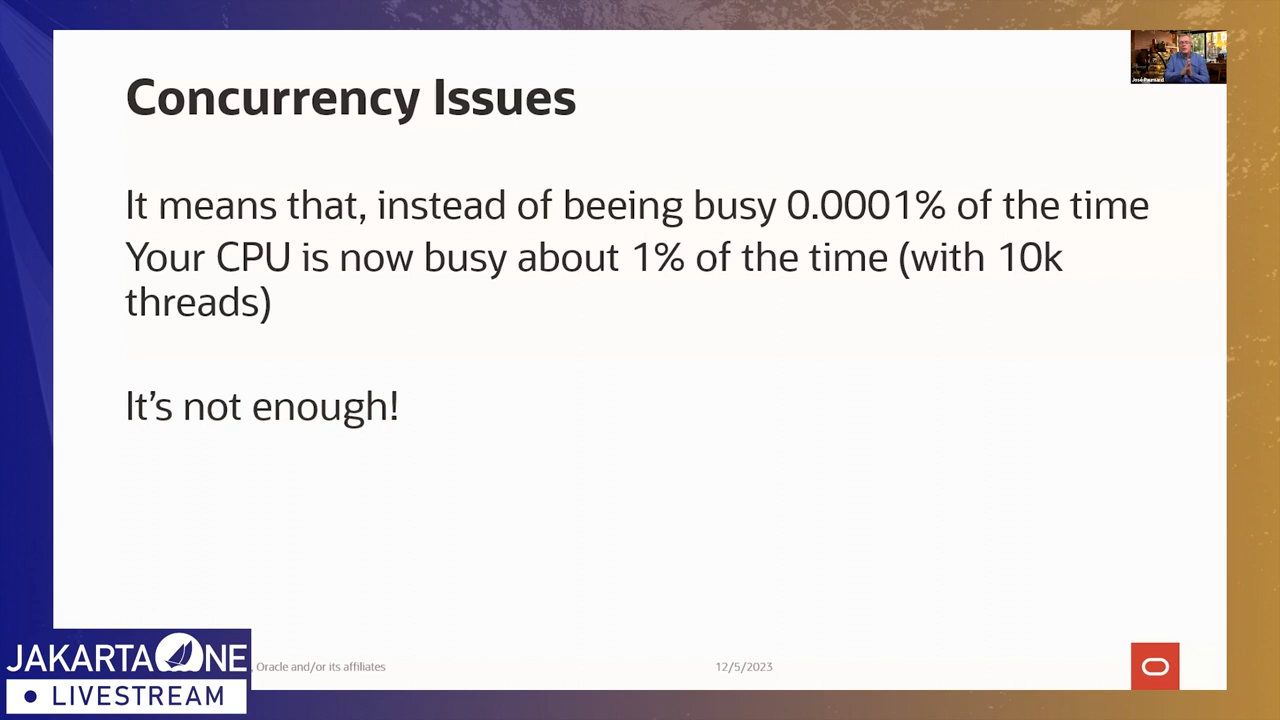 Concurrency Issues
It means that, instead of beeing busy 0.0001% of the time
Your CPU is now busy about 1% of the time (with 10k
threads)
It's not enough!
José Paumard
JAKARTA ONE
LIVESTREAM
, Oracle and/or its affiliates
12/5/2023